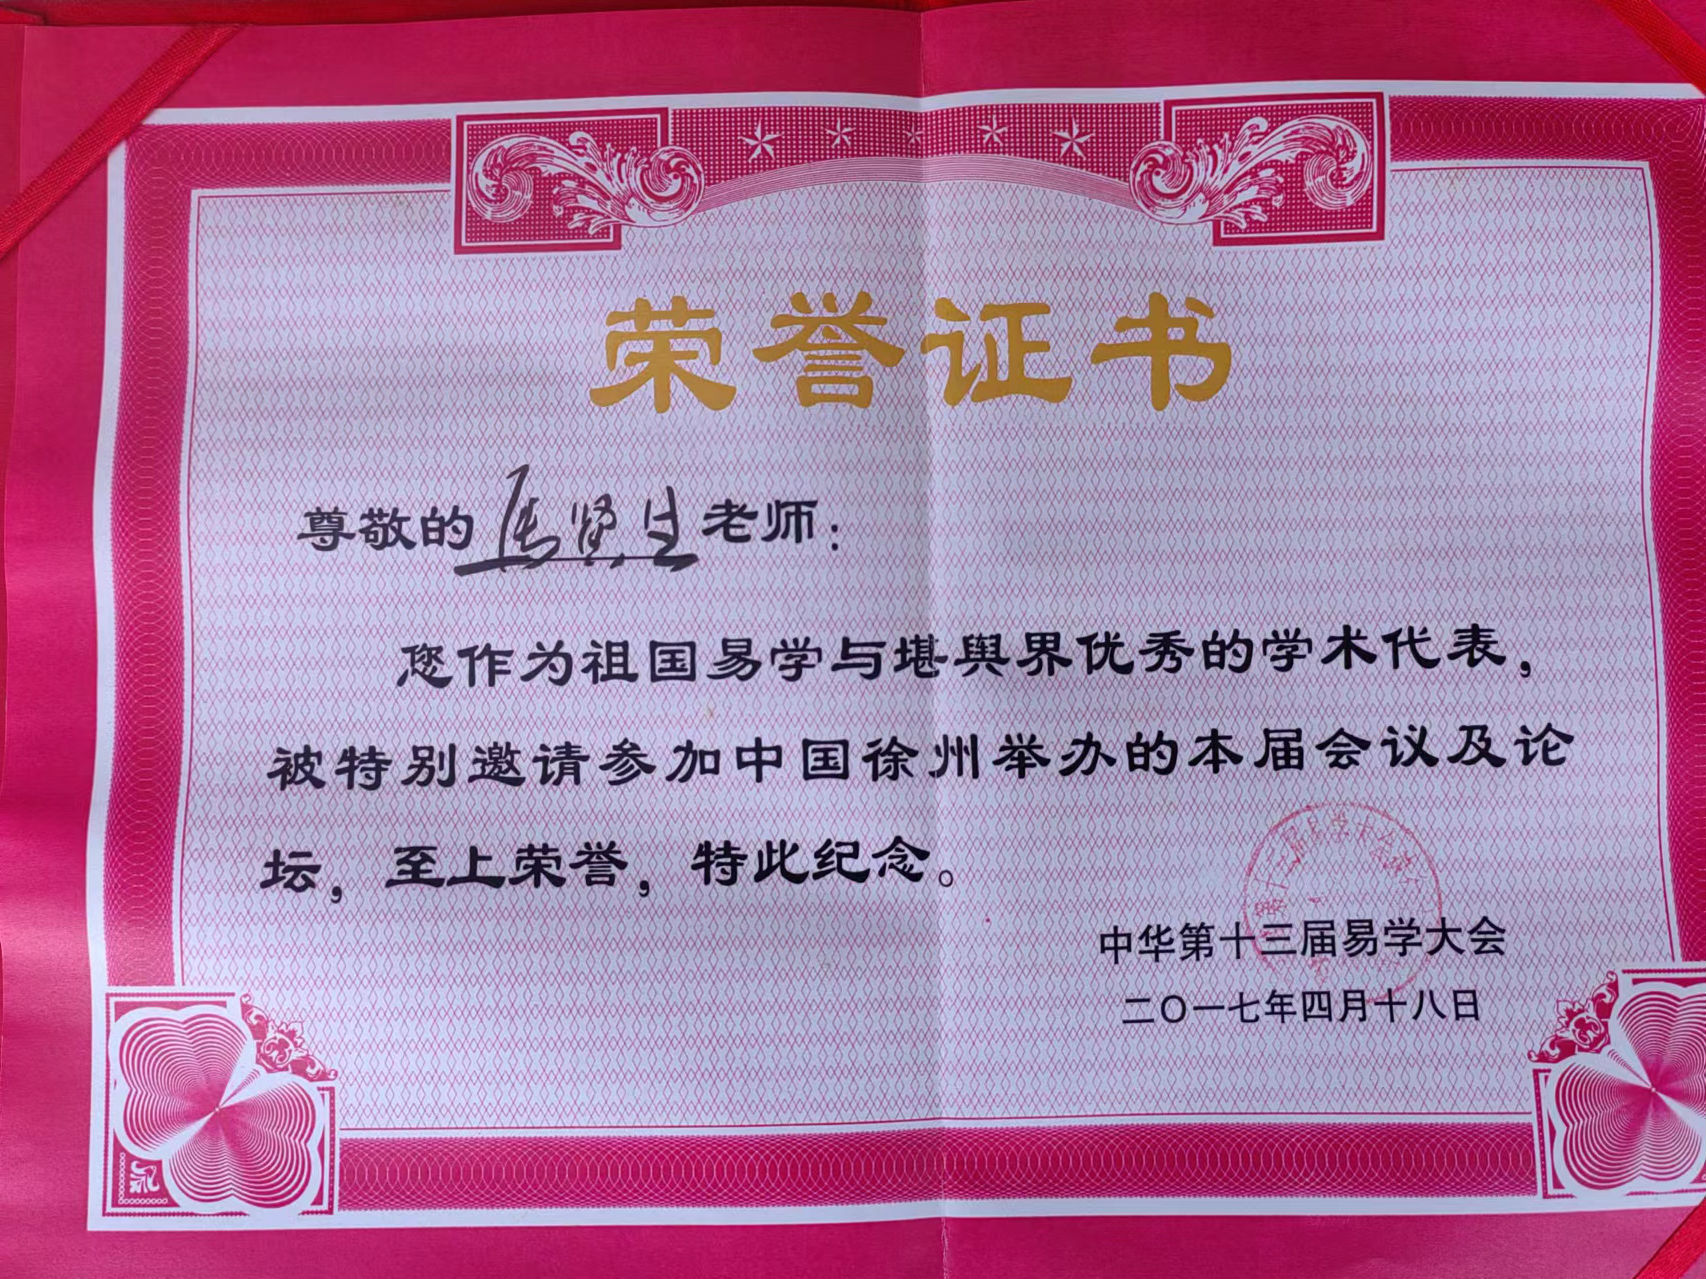 荣誉证书
尊敬的马贤生老师：
您作为祖国易学与堪舆界优秀的学术代表，
被特别邀请参加中国徐州举办的本届会议及论
坛，至上荣誉，特此纪念。
中华第十三届易学大会
二〇一七年四月十八日